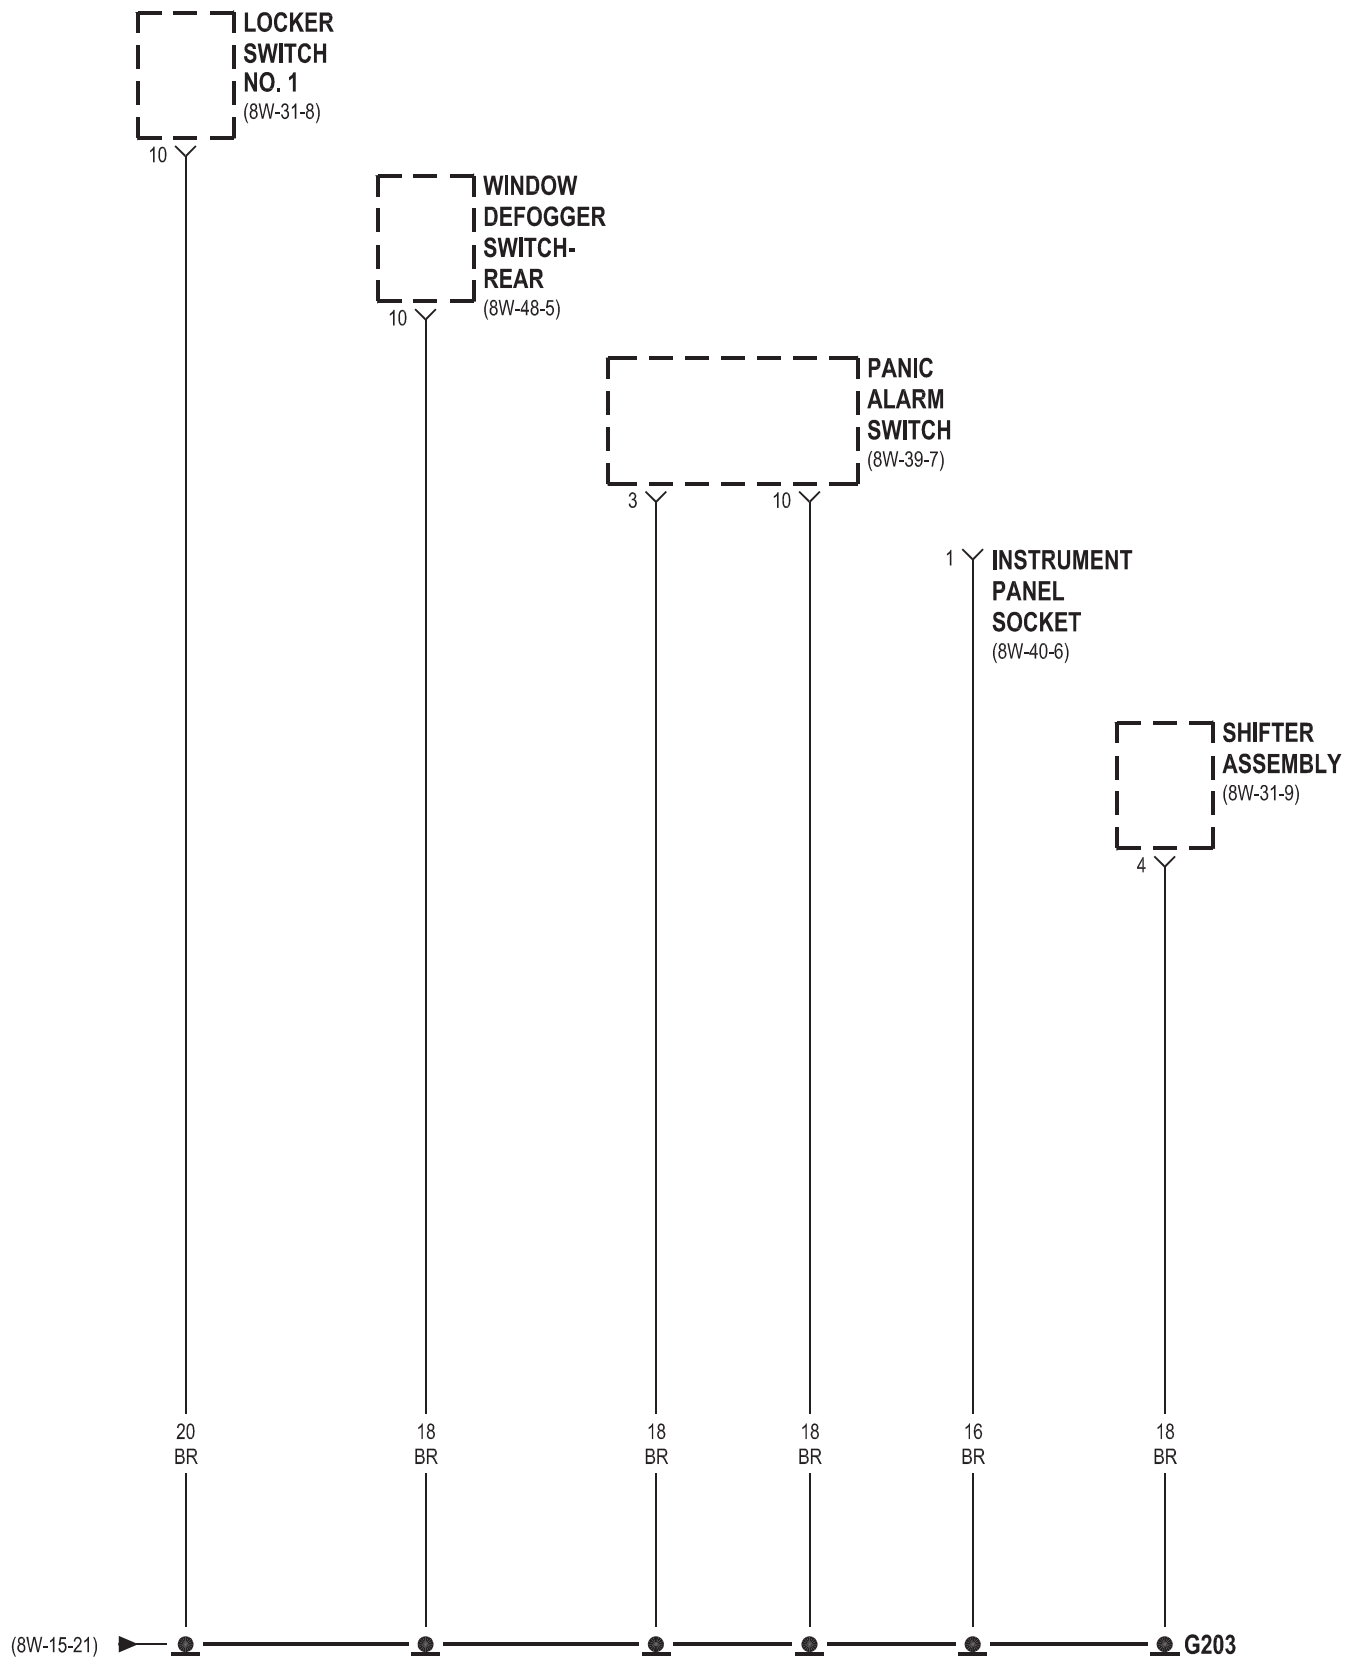 LOCKER
SWITCH
NO. 1
(8W-31-8)
10
WINDOW
DEFOGGER
SWITCH-
REAR
(8W-48-5)
10
PANIC
ALARM
SWITCH
(8W-39-7)
3
10
1
INSTRUMENT
PANEL
SOCKET
(8W-40-6)
SHIFTER
ASSEMBLY
(8W-31-9)
4
20
BR
18
BR
18
BR
18
BR
16
BR
18
BR
(8W-15-21)
G203